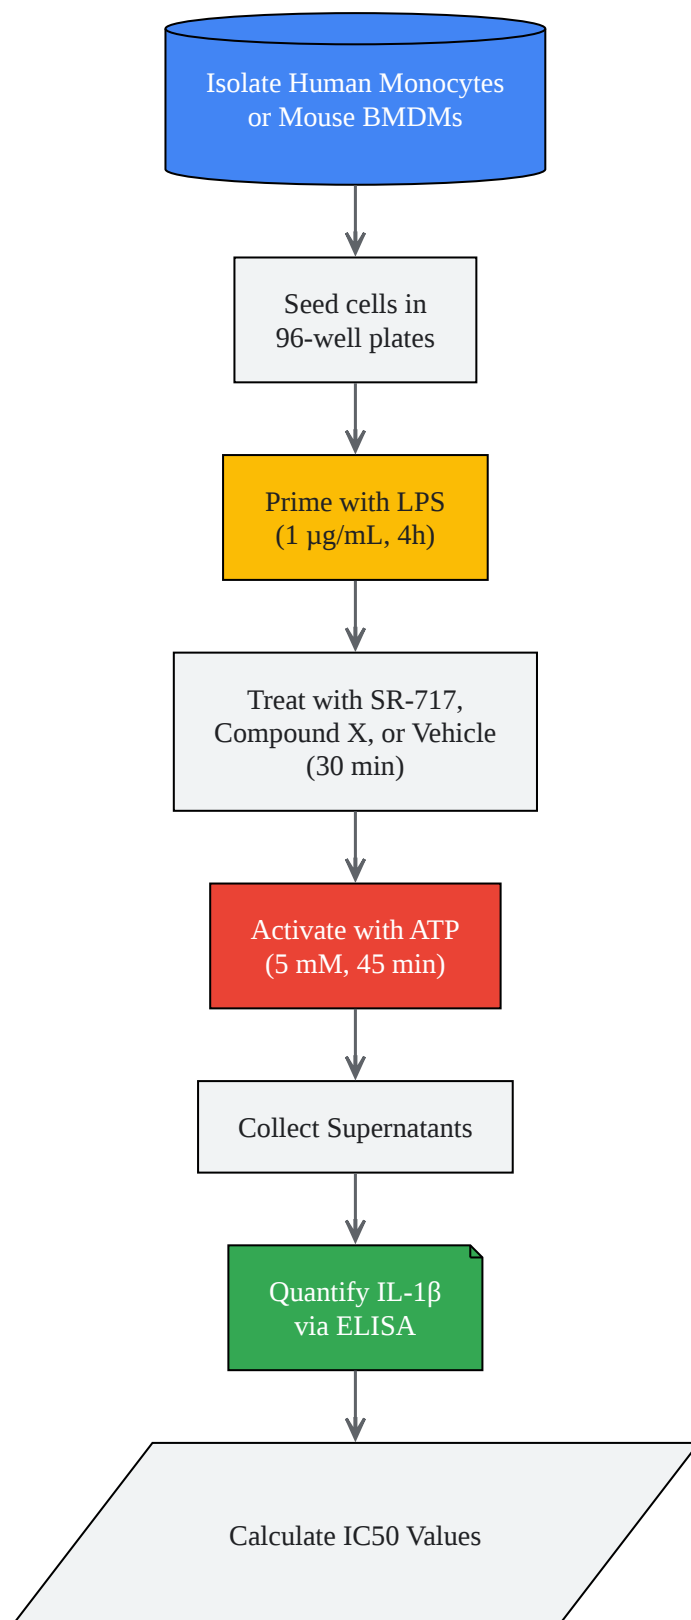 Isolate Human Monocytes
or Mouse BMDMs
Seed cells in
96-well plates
Prime with LPS
(1 µg/mL, 4h)
Treat with SR-717,
Compound X, or Vehicle
(30 min)
Activate with ATP
(5 mM, 45 min)
Collect Supernatants
Quantify IL-1β
via ELISA
Calculate IC50 Values